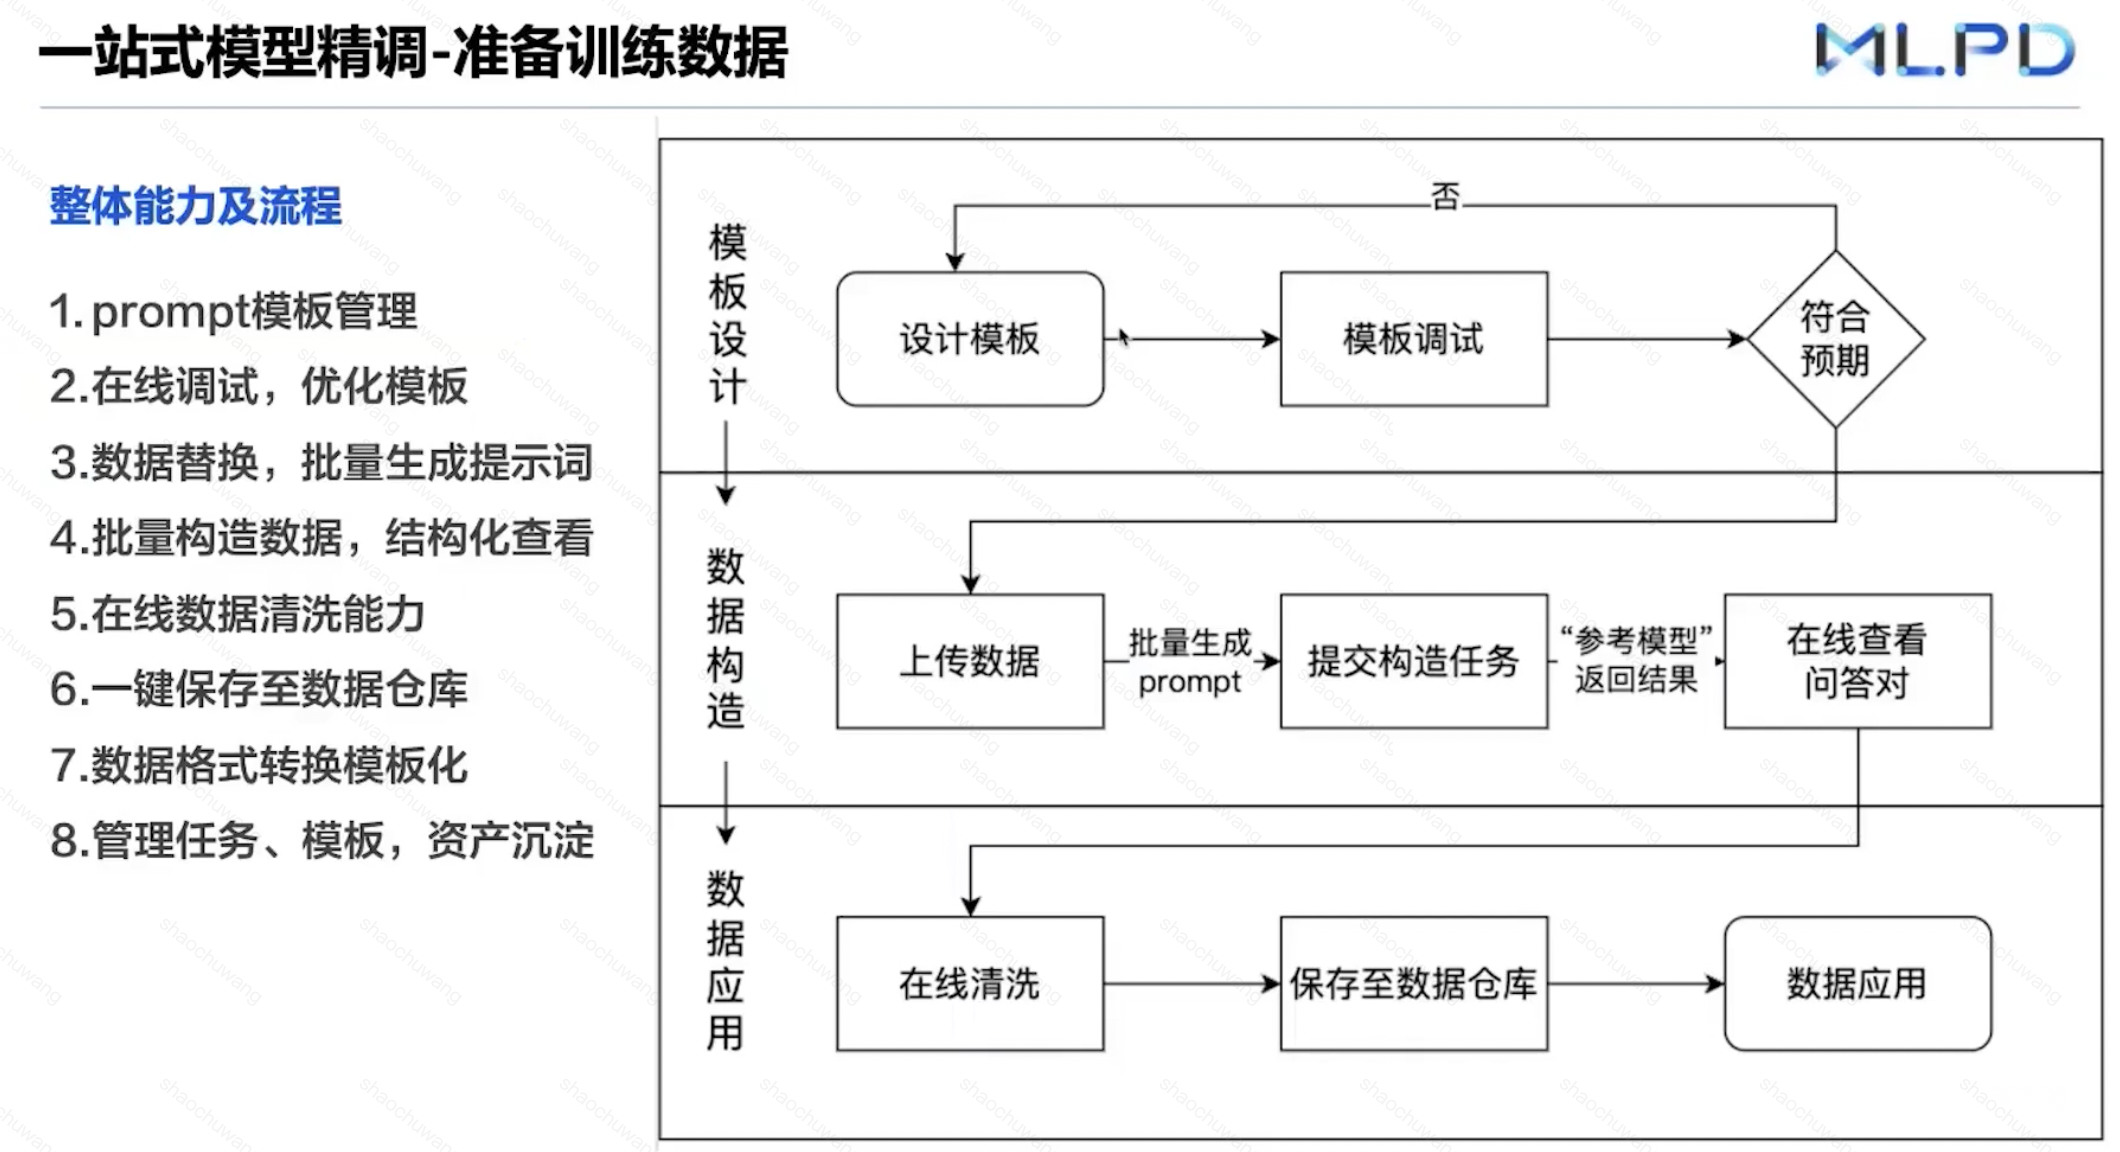 一站式模型精调-准备训练数据
MLPD
整体能力及流程
1.prompt模板管理
2.在线调试，优化模板
3.数据替换，批量生成提示词
4.批量构造数据，结构化查看
5.在线数据清洗能力
6.一键保存至数据仓库
7.数据格式转换模板化
8.管理任务、模板，资产沉淀
模板设计
否
设计模板
模板调试
符合
预期
数据构造
上传数据
批量生成
prompt
提交构造任务
“参考模型”
返回结果
在线查看
问答对
数据应用
在线清洗
保存至数据仓库
数据应用
shaochuwang